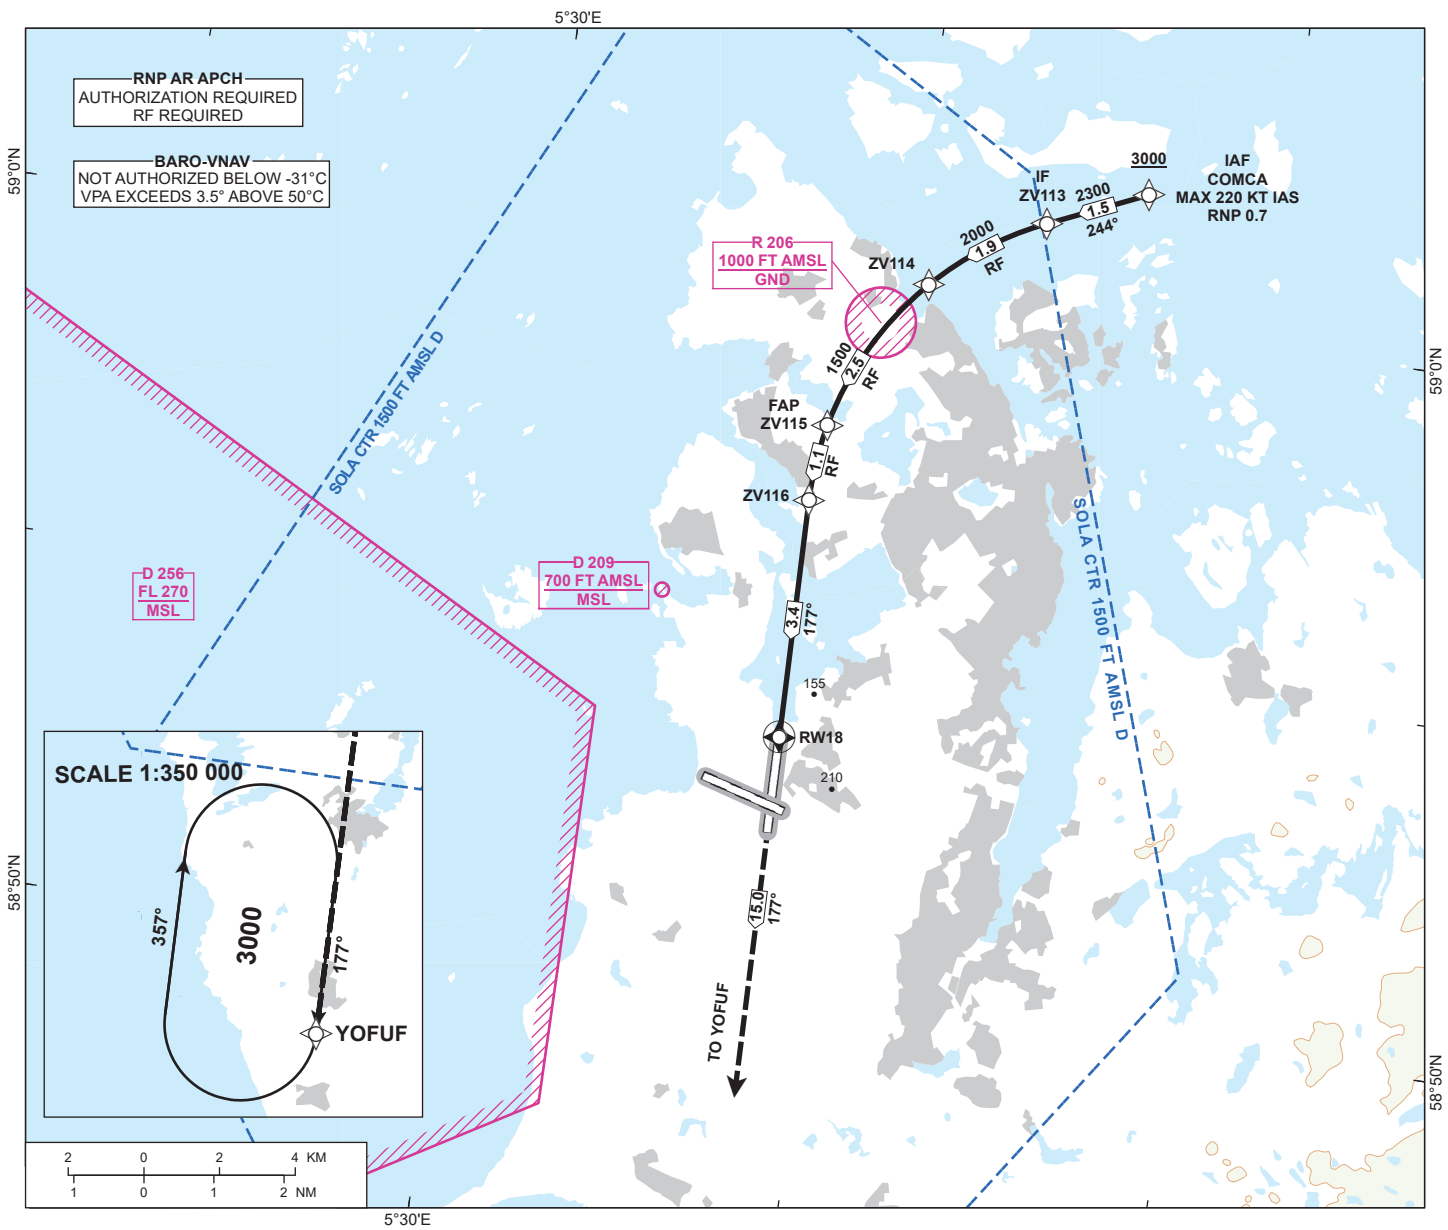 5°30'E
RNP AR APCH
AUTHORIZATION REQUIRED
RF REQUIRED
BARO-VNAV
NOT AUTHORIZED BELOW -31°C
VPA EXCEEDS 3.5° ABOVE 50°C
59°0'N
3000
IAF
COMCA
MAX 220 KT IAS
RNP 0.7
IF
ZV113
2300
1.5
244°
2000
1.9
RF
ZV114
R 206
1000 FT AMSL
GND
1500
2.5
RF
59°0'N
SOLA CTR 1500 FT AMSL D
FAP
ZV115
1.1
RF
ZV116
SOLA CTR 1500 FT AMSL D
D 256
FL 270
MSL
D 209
700 FT AMSL
MSL
3.4
177°
155
RW18
210
SCALE 1:350 000
357°
3000
177°
YOFUF
58°50'N
15.0
177°
TO YOFUF
58°50'N
2 0 2 4 KM
1 0 1 2 NM
5°30'E